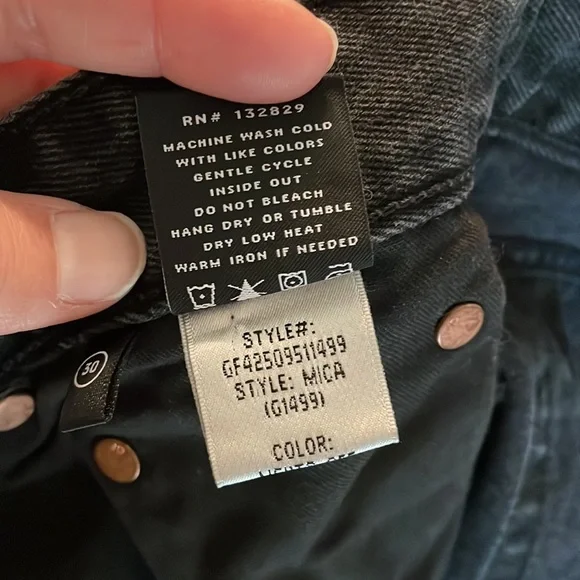 RN# 132829
MACHINE WASH COLD
WITH LIKE COLORS
GENTLE CYCLE
INSIDE OUT
DO NOT BLEACH
HANG DRY OR TUMBLE
DRY LOW HEAT
WARM IRON IF NEEDED
30
STYLE#:
GF42509511499
STYLE: MICA
(G1499)
COLOR: